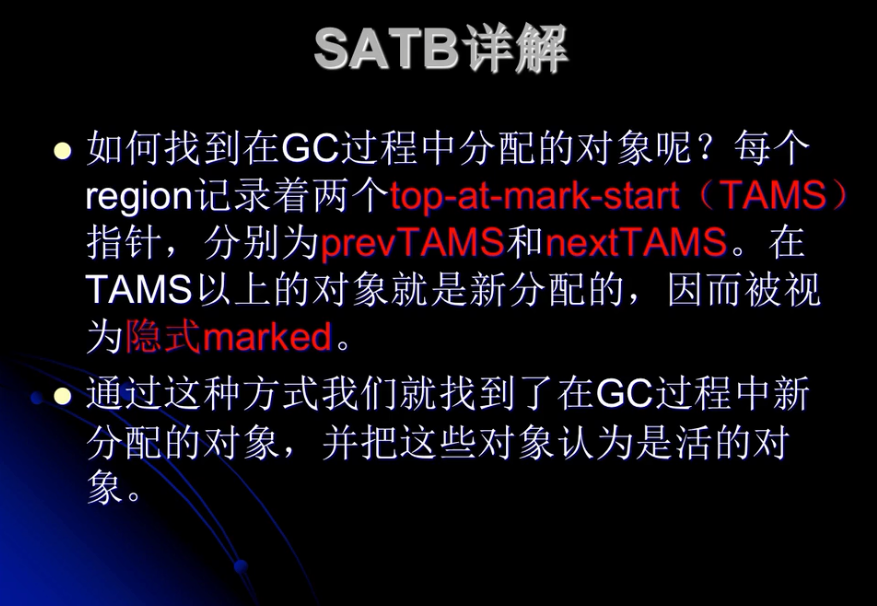 SATB详解
如何找到在GC过程中分配的对象呢？每个
region记录着两个top-at-mark-start（TAMS）
指针，分别为prevTAMS和nextTAMS。在
TAMS以上的对象就是新分配的，因而被视
为隐式marked。
通过这种方式我们就找到了在GC过程中新
分配的对象，并把这些对象认为是活的对
象。